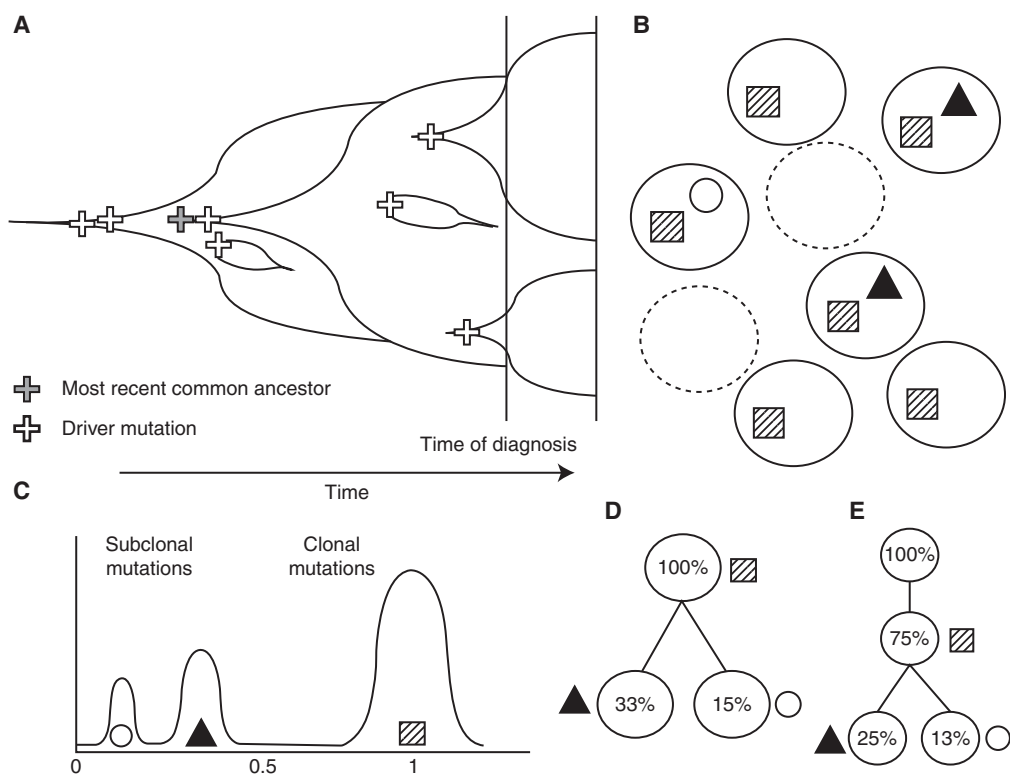 A
B
Most recent common ancestor
Driver mutation
Time of diagnosis
Time
C
Subclonal
mutations
Clonal
mutations
0
0.5
1
D
100%
33%
15%
E
100%
75%
25%
13%